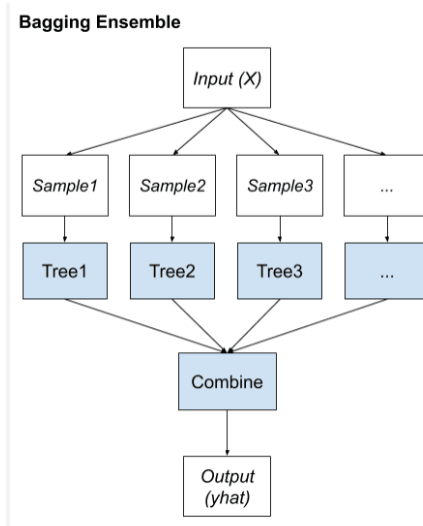 Bagging Ensemble
Input (X)
Sample1
Sample2
Sample3
...
Tree1
Tree2
Tree3
...
Combine
Output
(yhat)